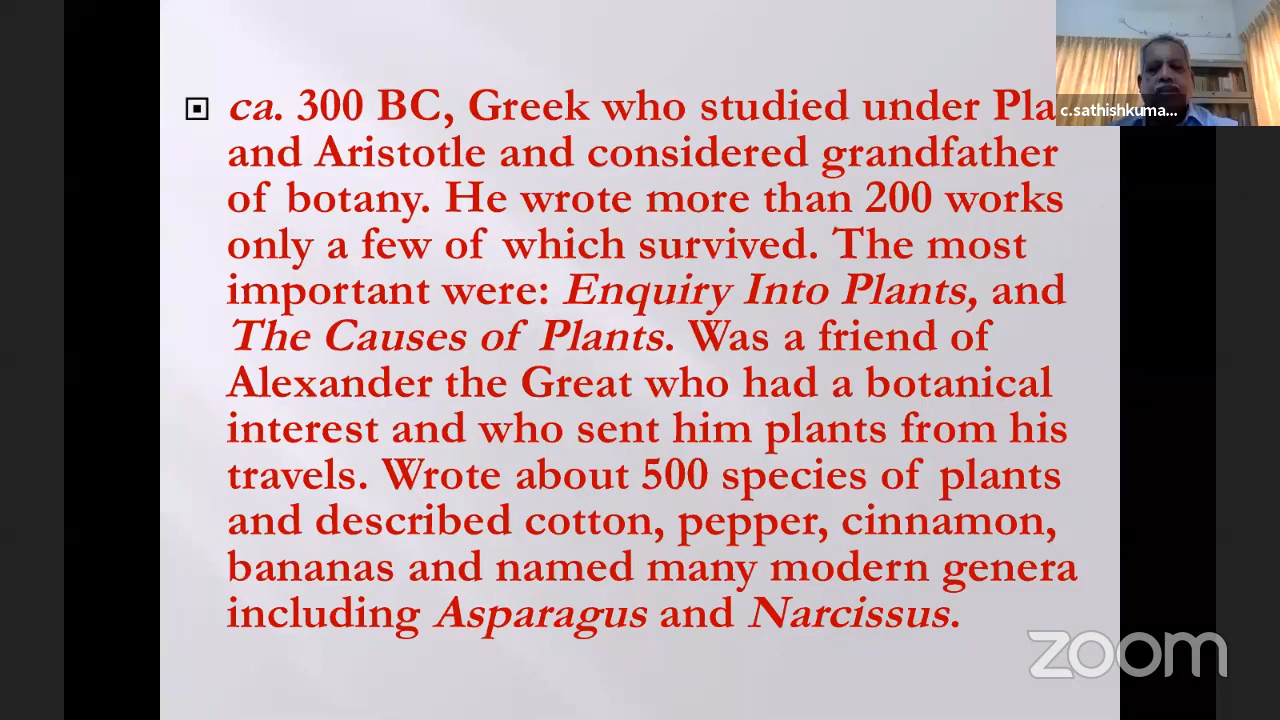 ca. 300 BC, Greek who studied under Pla
and Aristotle and considered grandfather
of botany. He wrote more than 200 works
only a few of which survived. The most
important were: Enquiry Into Plants, and
The Causes of Plants. Was a friend of
Alexander the Great who had a botanical
interest and who sent him plants from his
travels. Wrote about 500 species of plants
and described cotton, pepper, cinnamon,
bananas and named many modern genera
including Asparagus and Narcissus.
c.sathishkuma...
zoom